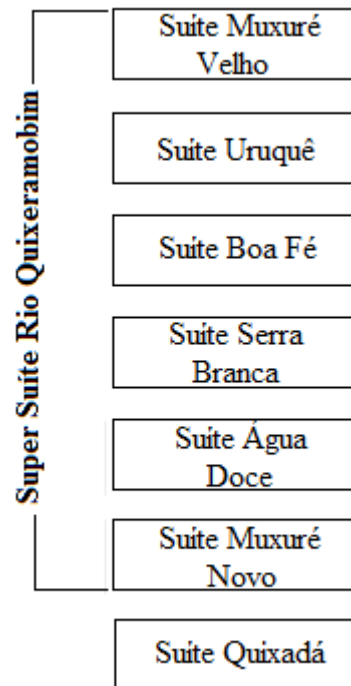 Super Suíte Rio Quixeramobim
Suíte Muxuré
Velho
Suíte Uruquê
Suíte Boa Fé
Suíte Serra
Branca
Suíte Água
Doce
Suíte Muxuré
Novo
Suíte Quixadá